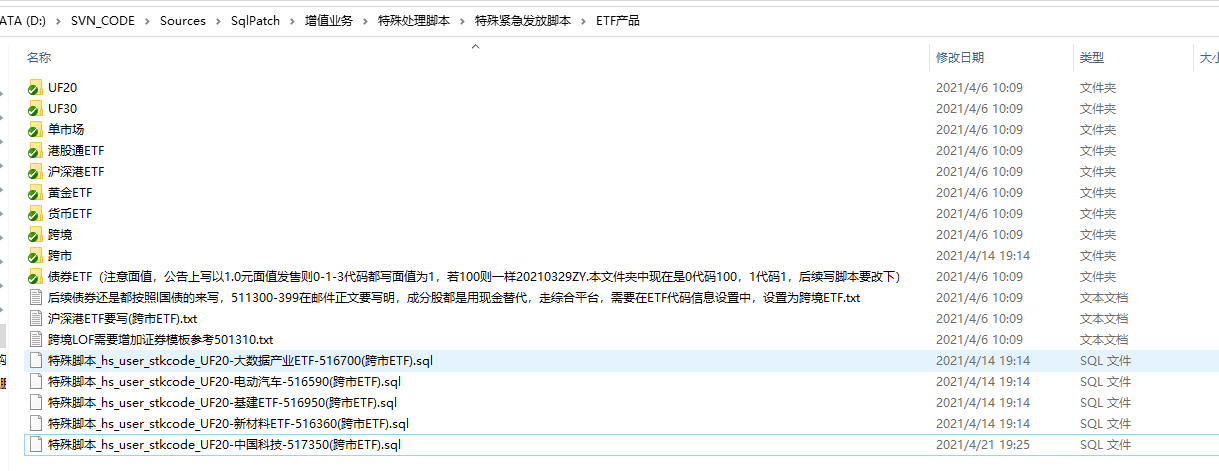 ATA (D:) > SVN_CODE > Sources > SqlPatch > 增值业务 > 特殊处理脚本 > 特殊紧急发放脚本 > ETF产品
名称 修改日期 类型 大小
UF20 2021/4/6 10:09 文件夹
UF30 2021/4/6 10:09 文件夹
单市场 2021/4/6 10:09 文件夹
港股通ETF 2021/4/6 10:09 文件夹
沪深港ETF 2021/4/6 10:09 文件夹
黄金ETF 2021/4/6 10:09 文件夹
货币ETF 2021/4/6 10:09 文件夹
跨境 2021/4/6 10:09 文件夹
跨市 2021/4/14 19:14 文件夹
债券ETF（注意面值，公告上写以1.0元面值发售则0-1-3代码都写面值为1，若100则一样20210329ZY.本文件夹中现在是0代码100，1代码1，后续写脚本要改下） 2021/4/6 10:09 文件夹
后续债券还是都按照l国债的来写，511300-399在邮件正文要写明，成分股都是用现金替代，走综合平台，需要在ETF代码信息设置中，设置为跨境ETF.txt 2021/4/6 10:09 文本文档
沪深港ETF要写(跨市ETF).txt 2021/4/6 10:09 文本文档
跨境LOF需要增加证券模板参考501310.txt 2021/4/6 10:09 文本文档
特殊脚本_hs_user_stkcode_UF20-大数据产业ETF-516700(跨市ETF).sql 2021/4/14 19:14 SQL 文件
特殊脚本_hs_user_stkcode_UF20-电动汽车-516590(跨市ETF).sql 2021/4/14 19:14 SQL 文件
特殊脚本_hs_user_stkcode_UF20-基建ETF-516950(跨市ETF).sql 2021/4/14 19:14 SQL 文件
特殊脚本_hs_user_stkcode_UF20-新材料ETF-516360(跨市ETF).sql 2021/4/14 19:14 SQL 文件
特殊脚本_hs_user_stkcode_UF20-中国科技-517350(跨市ETF).sql 2021/4/21 19:25 SQL 文件